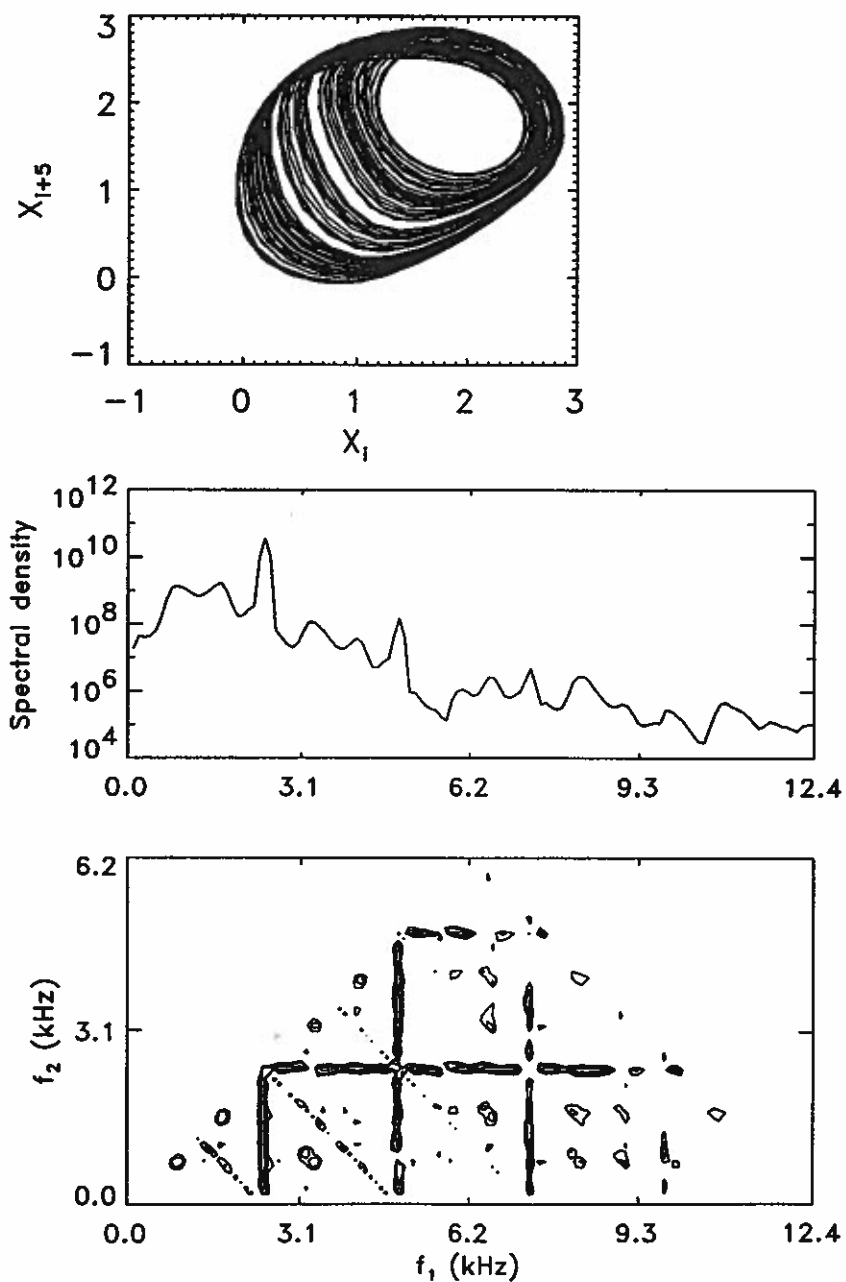 3
2
1
0
−1
X_{i+5}
−1 0 1 2 3
X_i
10^{12}
10^{10}
10^{8}
10^{6}
10^{4}
Spectral density
0.0 3.1 6.2 9.3 12.4
6.2
3.1
0.0
f_2 (kHz)
0.0 3.1 6.2 9.3 12.4
f_1 (kHz)